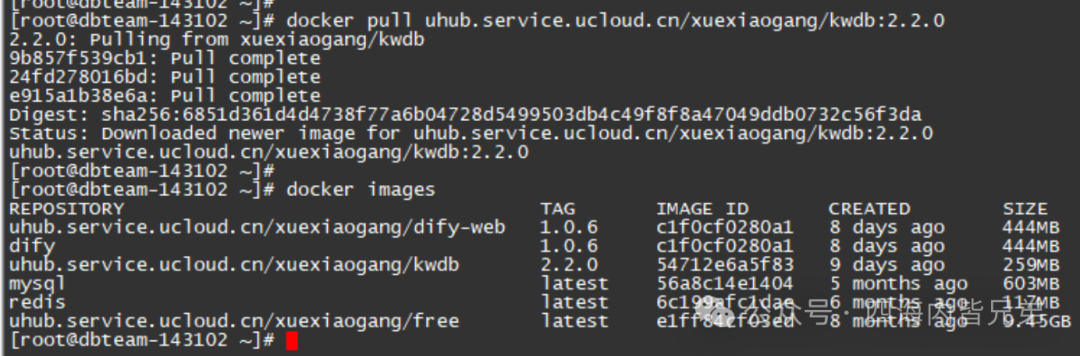 [root@dbteam-143102 ~]#
[root@dbteam-143102 ~]# docker pull uhub.service.ucloud.cn/xuexiaogang/kwdb:2.2.0
2.2.0: Pulling from xuexiaogang/kwdb
9b857f539cb1: Pull complete
24fd278016bd: Pull complete
e915a1b38e6a: Pull complete
Digest: sha256:6851d361d4d4738f77a6b04728d5499503db4c49f8f8a47049ddb0732c56f3da
Status: Downloaded newer image for uhub.service.ucloud.cn/xuexiaogang/kwdb:2.2.0
uhub.service.ucloud.cn/xuexiaogang/kwdb:2.2.0
[root@dbteam-143102 ~]#
[root@dbteam-143102 ~]# docker images
REPOSITORY TAG IMAGE ID CREATED SIZE
uhub.service.ucloud.cn/xuexiaogang/dify-web 1.0.6 c1f0cf0280a1 8 days ago 444MB
dify 1.0.6 c1f0cf0280a1 8 days ago 444MB
uhub.service.ucloud.cn/xuexiaogang/kwdb 2.2.0 54712e6a5f83 9 days ago 259MB
mysql latest 56a8c14e1404 5 months ago 603MB
redis latest 6c199afc1dae 6 months ago 117MB
uhub.service.ucloud.cn/xuexiaogang/free latest e1ff84cf03ed 8 months ago 9.45GB
公众号 · 四海内皆兄弟
[root@dbteam-143102 ~]#